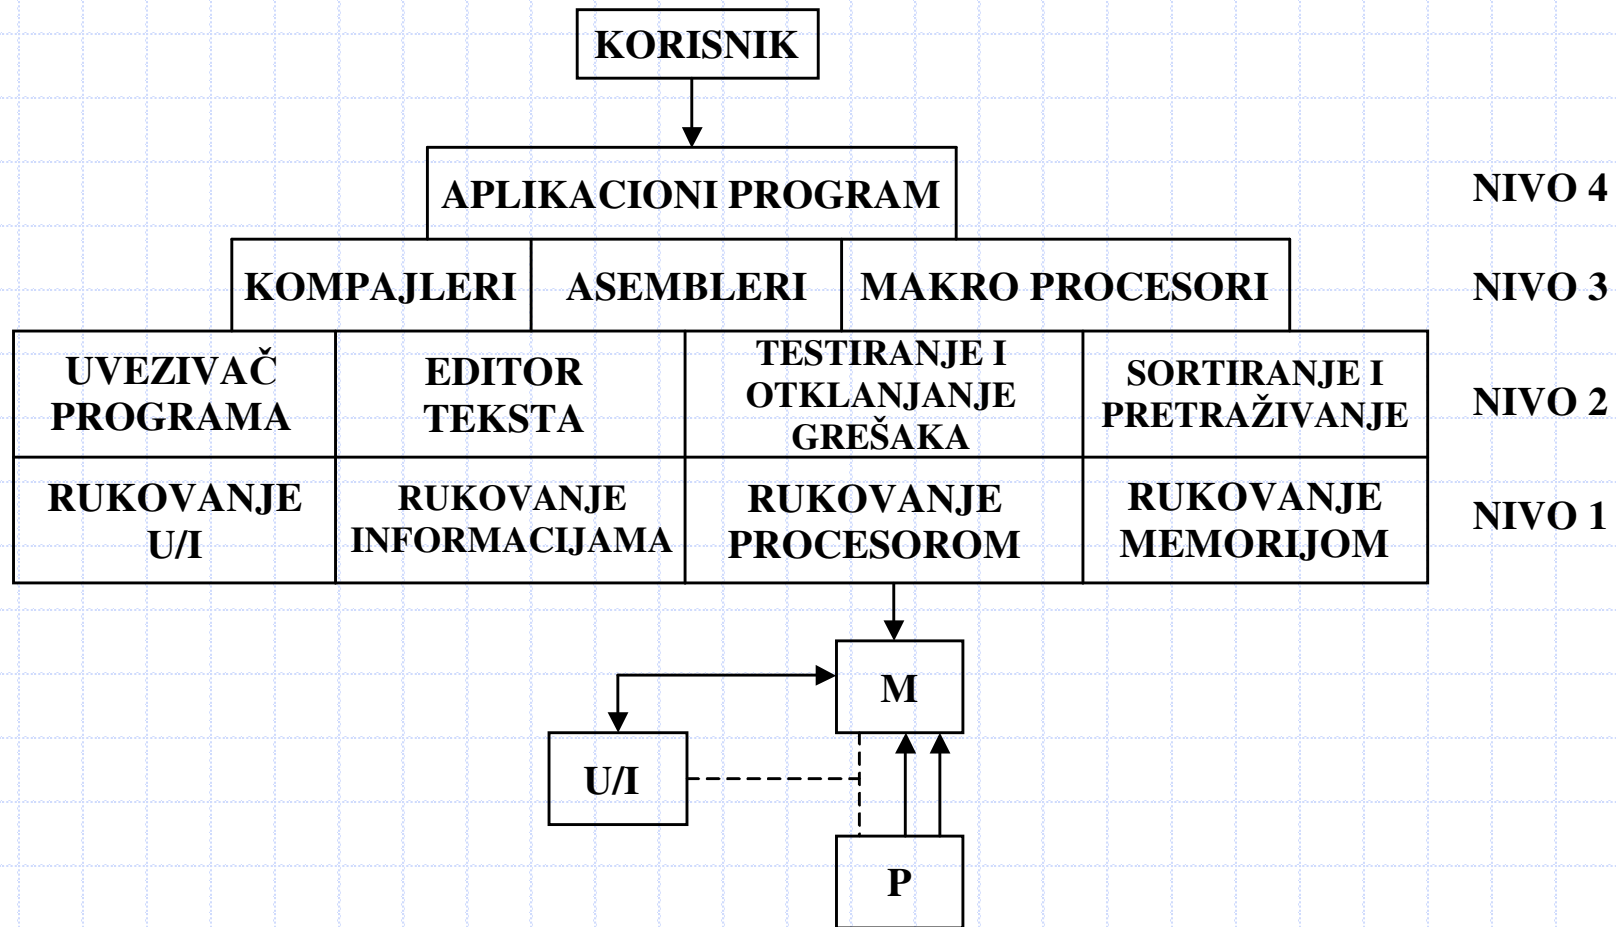 KORISNIK
APLIKACIONI PROGRAM
NIVO 4
KOMPAJLERI
ASEMBLERI
MAKRO PROCESORI
NIVO 3
UVEZIVAČ
PROGRAMA
EDITOR
TEKSTA
TESTIRANJE I
OTKLANJANJE
GREŠAKA
SORTIRANJE I
PRETRAŽIVANJE
NIVO 2
RUKOVANJE
U/I
RUKOVANJE
INFORMACIJAMA
RUKOVANJE
PROCESOROM
RUKOVANJE
MEMORIJOM
NIVO 1
M
U/I
P